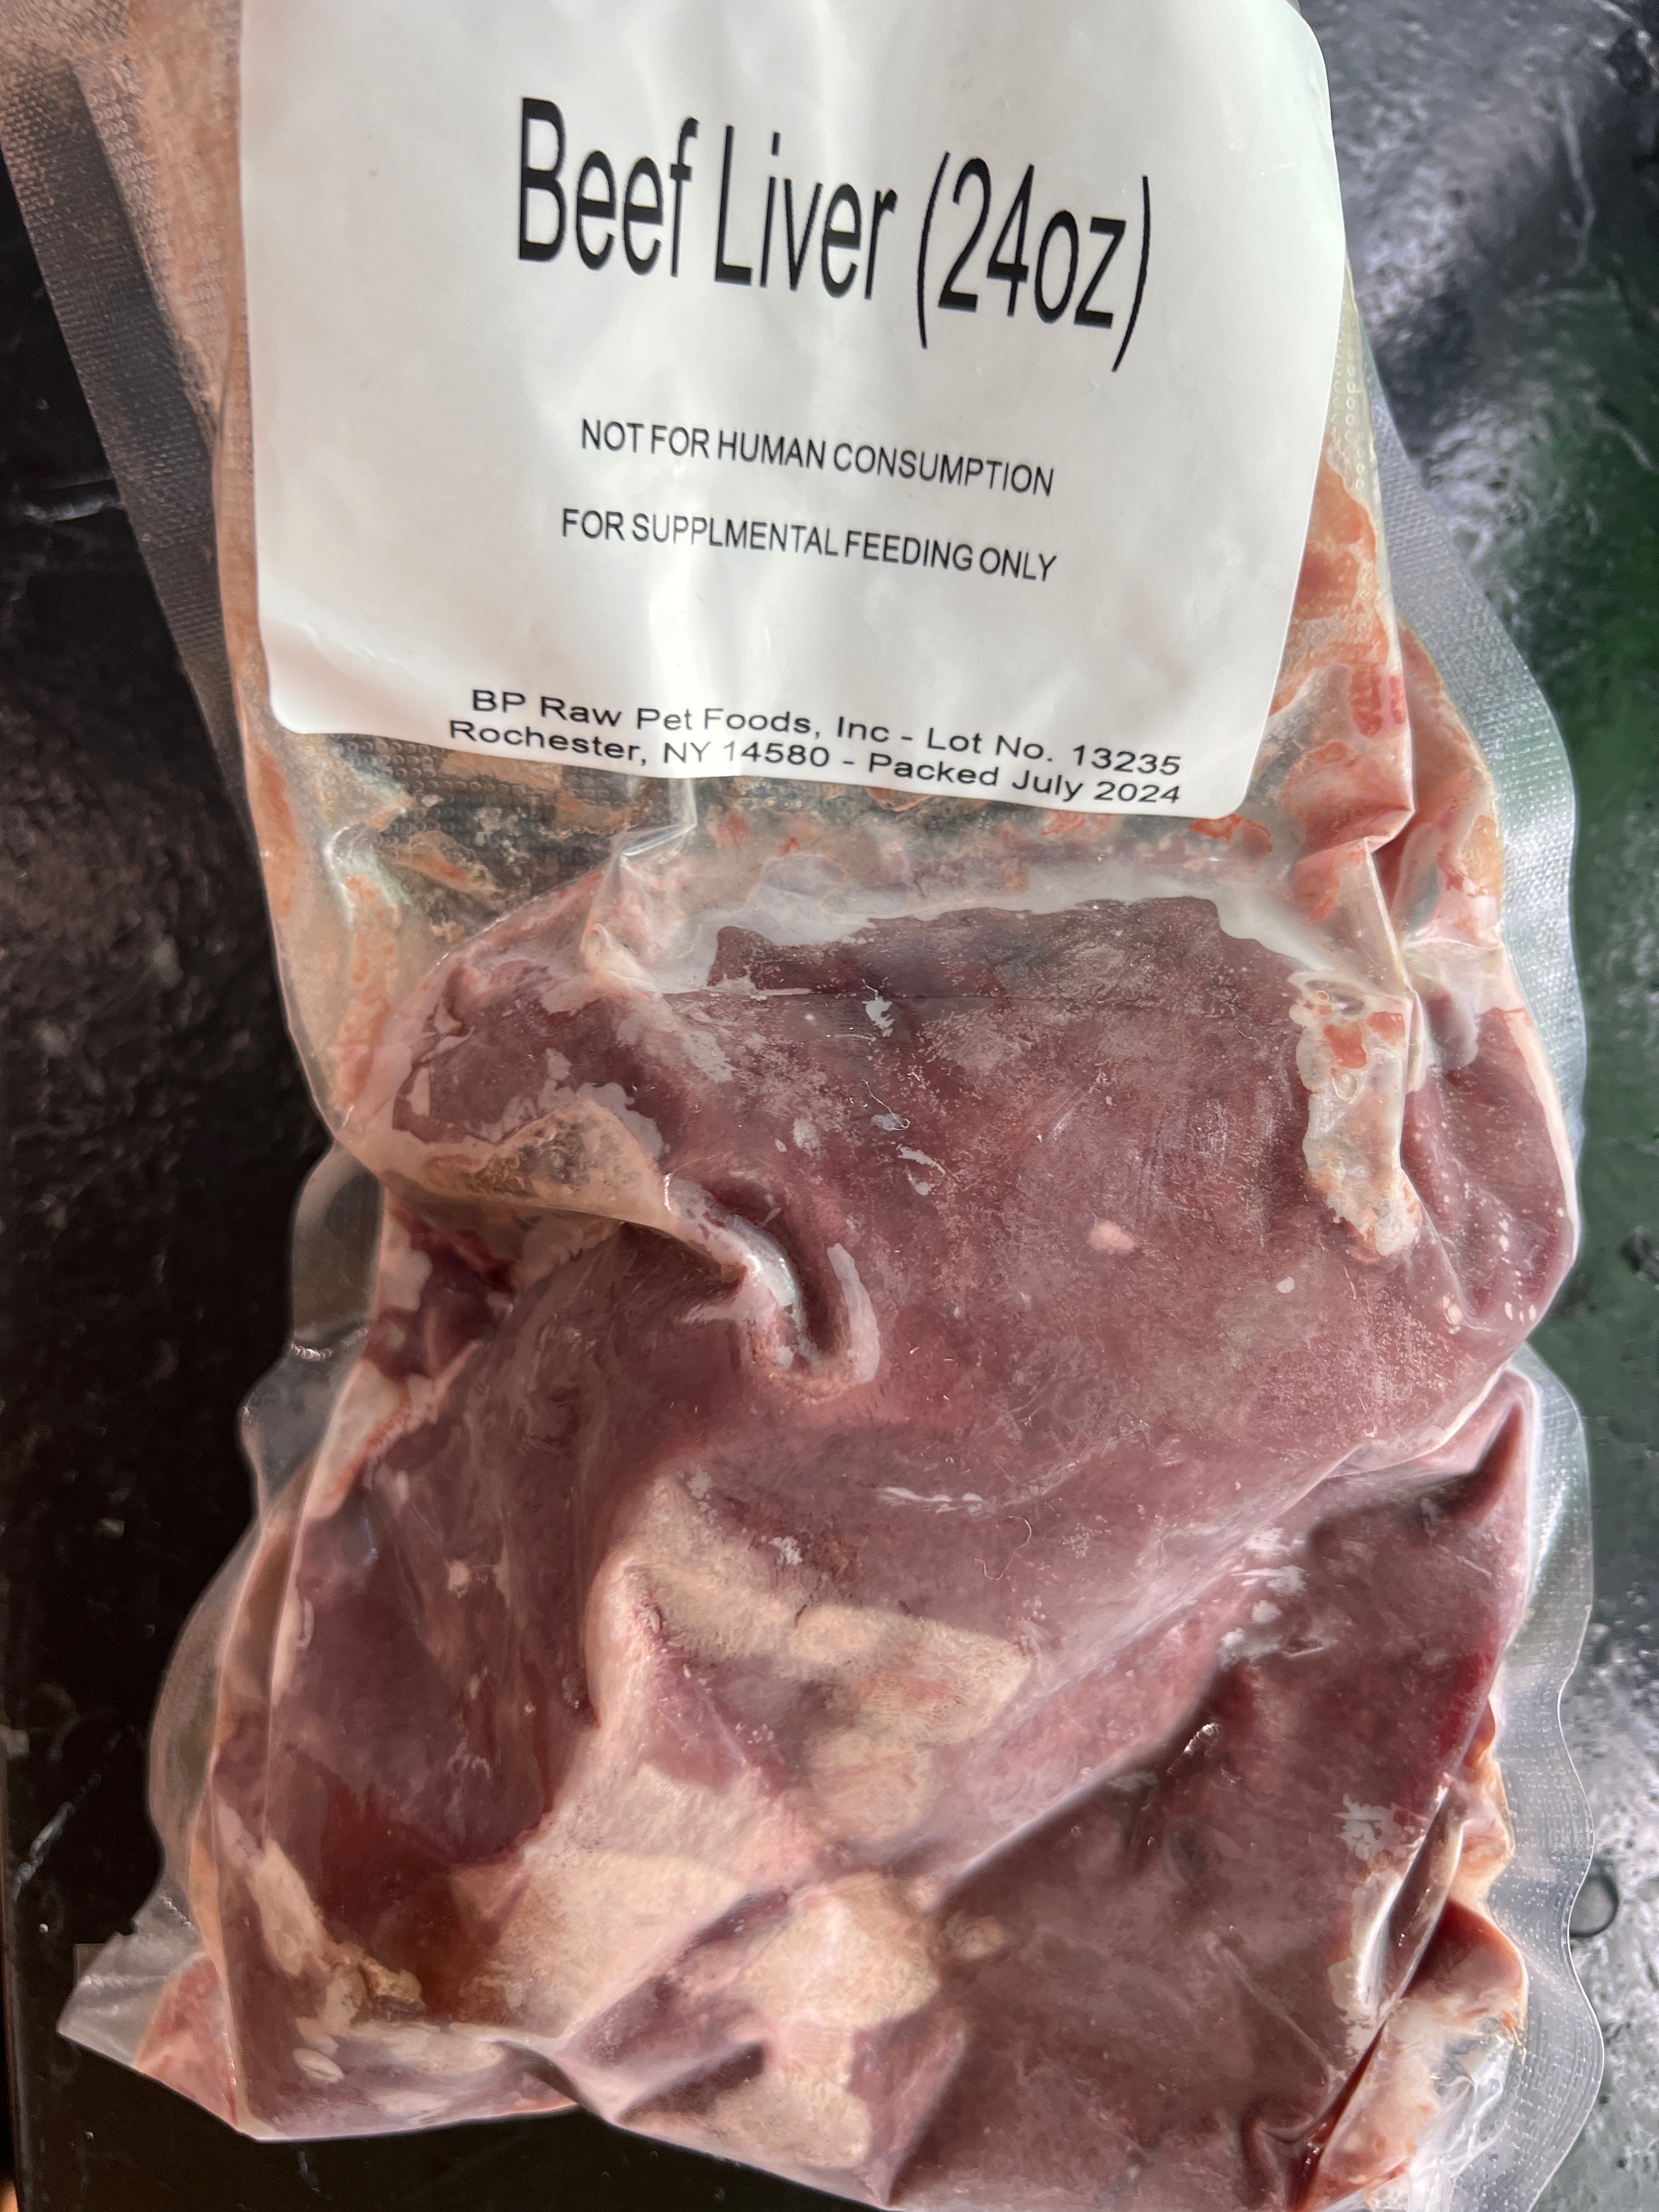 Beef Liver (24oz)
NOT FOR HUMAN CONSUMPTION
FOR SUPPLMENTAL FEEDING ONLY
BP Raw Pet Foods, Inc - Lot No. 13235
Rochester, NY 14580 - Packed July 2024